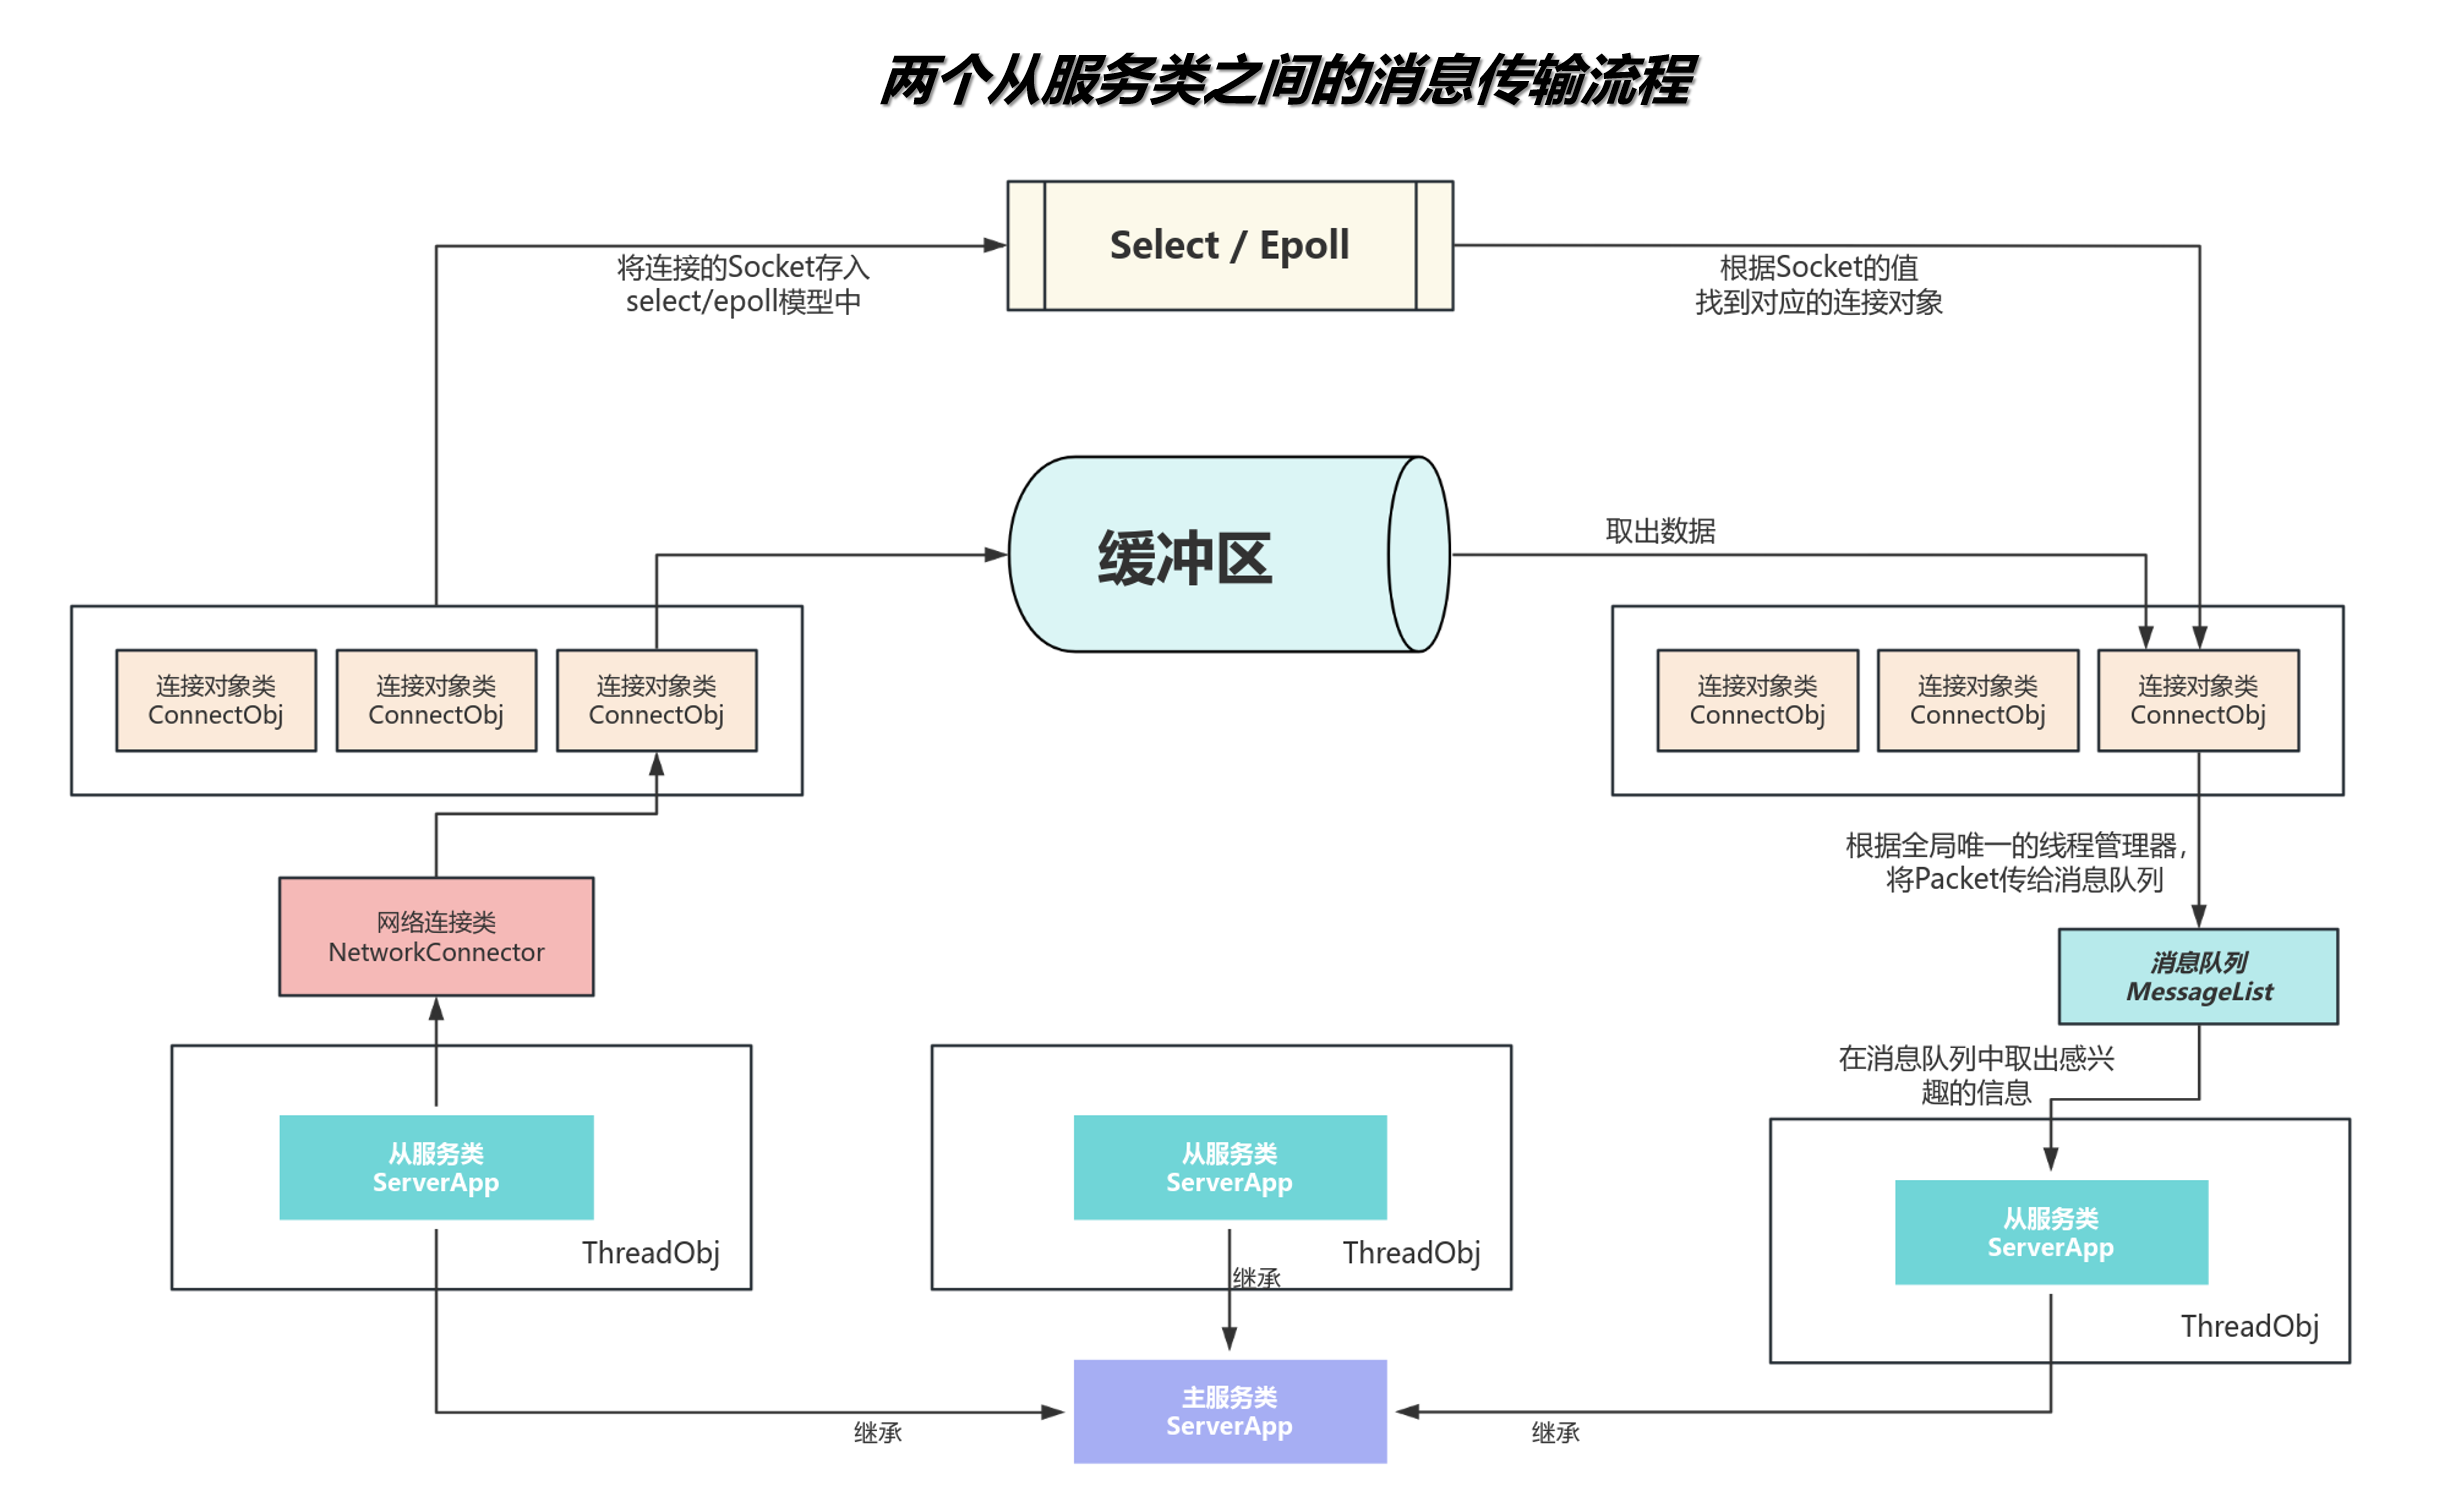 两个从服务类之间的消息传输流程
Select / Epoll
将连接的Socket存入
select/epoll模型中
根据Socket的值
找到对应的连接对象
缓冲区
取出数据
连接对象类
ConnectObj
连接对象类
ConnectObj
连接对象类
ConnectObj
连接对象类
ConnectObj
连接对象类
ConnectObj
连接对象类
ConnectObj
根据全局唯一的线程管理器，
将Packet传给消息队列
网络连接类
NetworkConnector
消息队列
MessageList
在消息队列中取出感兴
趣的信息
从服务类
ServerApp
ThreadObj
从服务类
ServerApp
ThreadObj
继承
从服务类
ServerApp
ThreadObj
主服务类
ServerApp
继承
继承